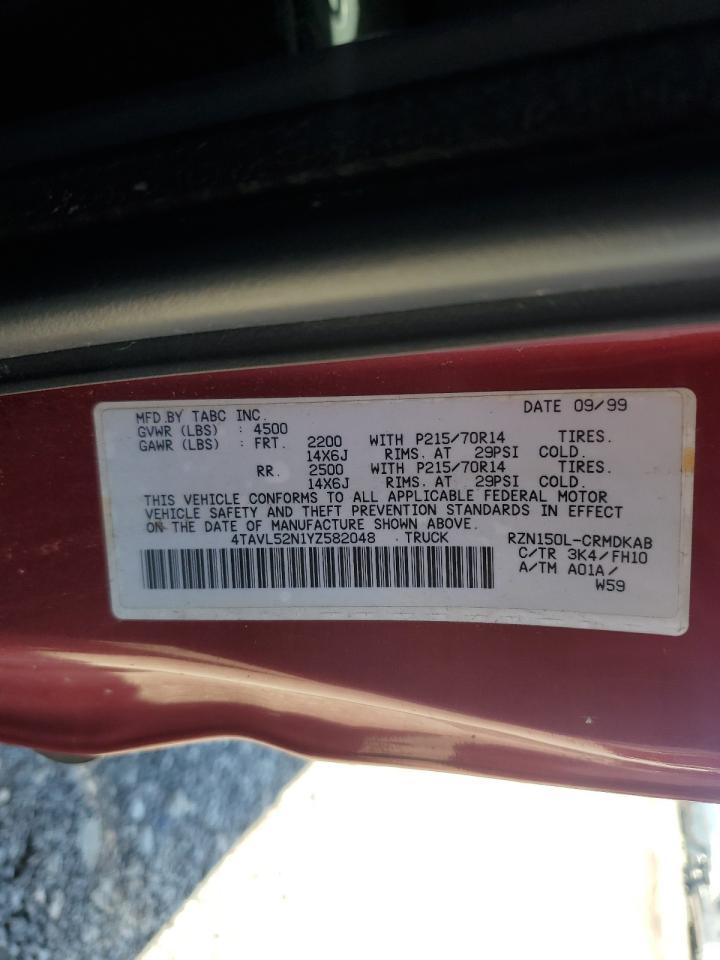 MFD.BY TABC INC. DATE 09/99
GVWR (LBS) : 4500
GAWR (LBS) : FRT. 2200 WITH P215/70R14 TIRES.
14X6J RIMS. AT 29PSI COLD.
RR. 2500 WITH P215/70R14 TIRES.
14X6J RIMS. AT 29PSI COLD.
THIS VEHICLE CONFORMS TO ALL APPLICABLE FEDERAL MOTOR
VEHICLE SAFETY AND THEFT PREVENTION STANDARDS IN EFFECT
ON THE DATE OF MANUFACTURE SHOWN ABOVE.
4TAVL52N1YZ582048 TRUCK RZN150L-CRMDKAB
C/TR 3K4/FH10
A/TM A01A/
W59